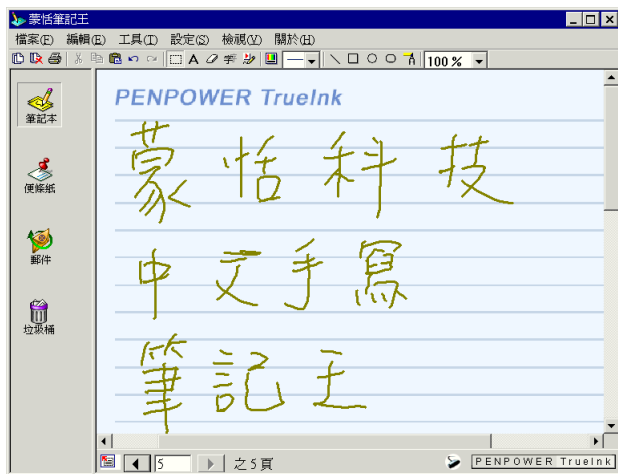 蒙恬筆記王
檔案(F) 編輯(E) 工具(T) 設定(S) 檢視(V) 關於(H)
A 100 %
筆記本
便條紙
郵件
垃圾桶
PENPOWER TrueInk
蒙恬科技
中文手寫
筆記王
5 之5頁
PENPOWER TrueInk